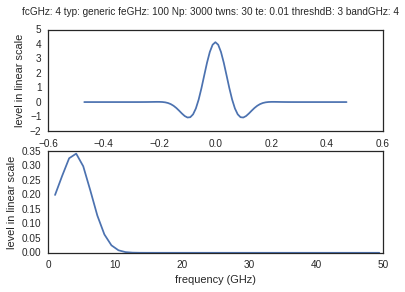 fcGHz: 4 typ: generic feGHz: 100 Np: 3000 twns: 30 te: 0.01 threshdB: 3 bandGHz: 4
level in linear scale
5
4
3
2
1
0
−1
−2
−0.6 −0.4 −0.2 0.0 0.2 0.4 0.6
level in linear scale
0.35
0.30
0.25
0.20
0.15
0.10
0.05
0.00
0 10 20 30 40 50
frequency (GHz)